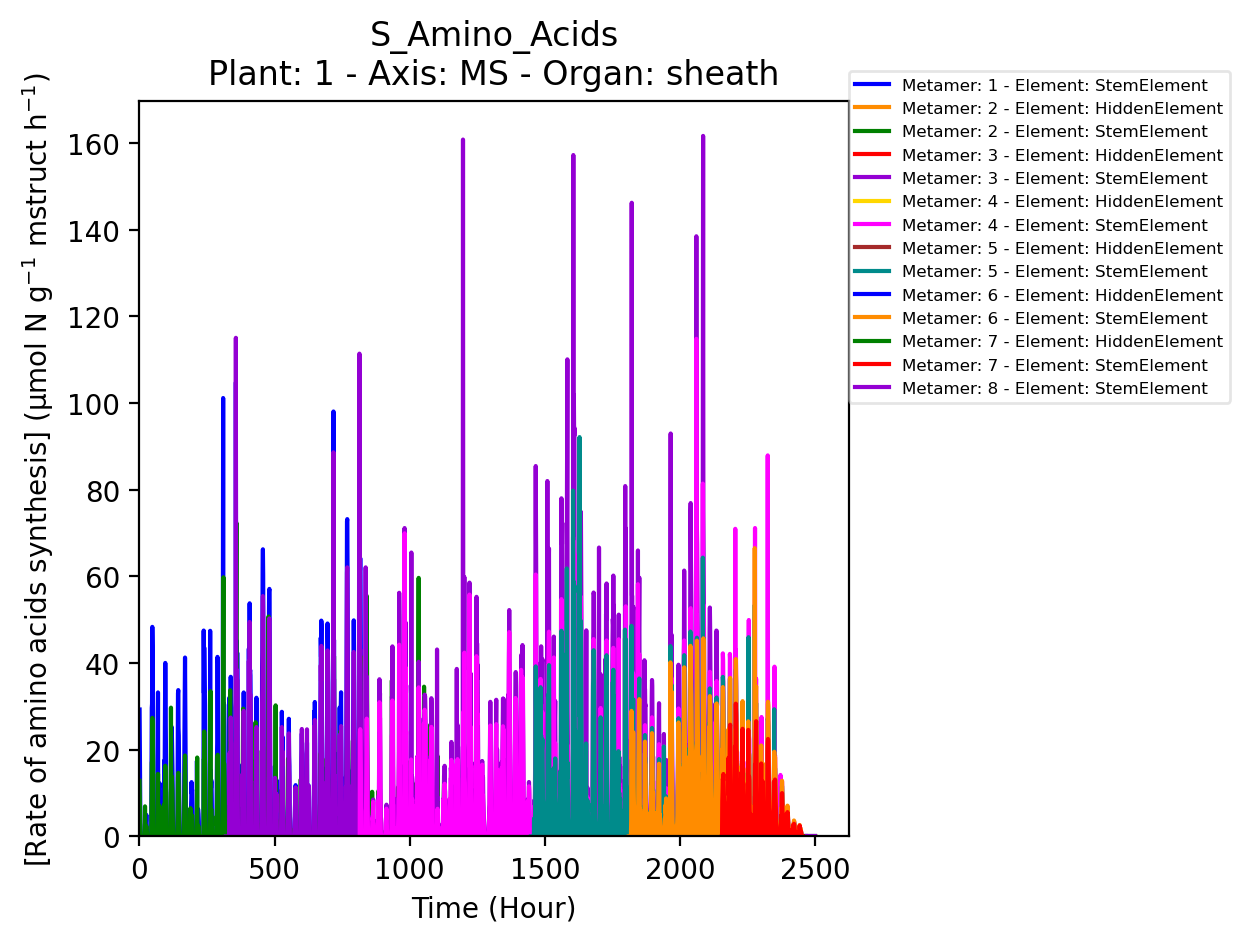 S_Amino_Acids
Plant: 1 - Axis: MS - Organ: sheath
[Rate of amino acids synthesis] (µmol N g⁻¹ mstruct h⁻¹)
160
140
120
100
80
60
40
20
0
0 500 1000 1500 2000 2500
Time (Hour)
Metamer: 1 - Element: StemElement
Metamer: 2 - Element: HiddenElement
Metamer: 2 - Element: StemElement
Metamer: 3 - Element: HiddenElement
Metamer: 3 - Element: StemElement
Metamer: 4 - Element: HiddenElement
Metamer: 4 - Element: StemElement
Metamer: 5 - Element: HiddenElement
Metamer: 5 - Element: StemElement
Metamer: 6 - Element: HiddenElement
Metamer: 6 - Element: StemElement
Metamer: 7 - Element: HiddenElement
Metamer: 7 - Element: StemElement
Metamer: 8 - Element: StemElement